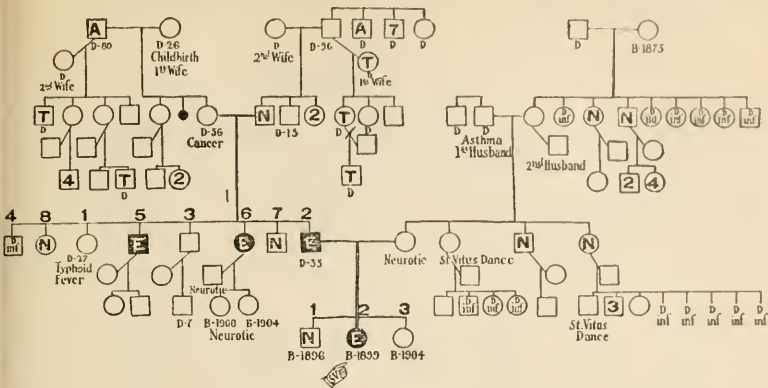 A D-80
D-26 Childbirth 1st Wife
D 2nd Wife
D 2nd Wife
D-56
A D
7 D
D
T D 1st Wife
D
B-1875
T D
D-56 Cancer
N
D-15
2
T D
D
D
D
D Asthma 1st Husband
2nd Husband
D inf
N
N
D inf
D inf
D inf
D inf
D inf
4
T D
2
T D
2
4
1
4
8
1
5
3
6
7
2
D inf
N
D-27 Typhoid Fever
E
E
N
E D-35
Neurotic
St. Vitus Dance
N
N
Neurotic
D-7
B-1900 Neurotic
B-1904
D inf
D inf
D inf
St. Vitus Dance
3
D inf
D inf
D inf
D inf
D inf
1
2
3
N
E
B-1896
B-1899
B-1904